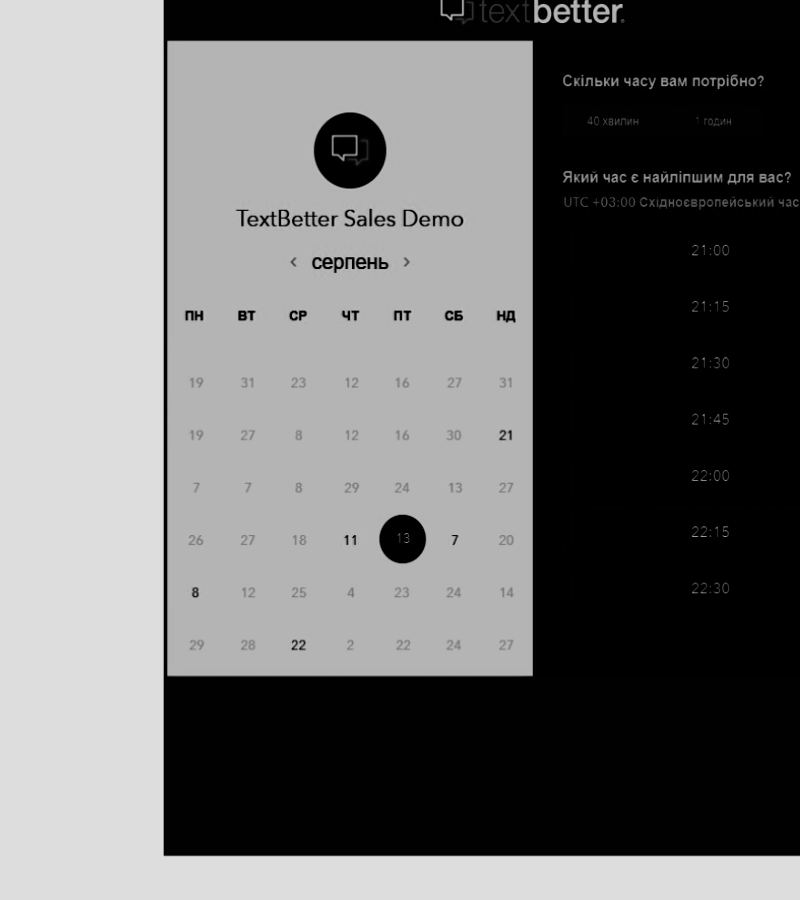 textbetter.
TextBetter Sales Demo
< серпень >
ПН ВТ СР ЧТ ПТ СБ НД
19 31 23 12 16 27 31
19 27 8 12 16 30 21
7 7 8 29 24 13 27
26 27 18 11 13 7 20
8 12 25 4 23 24 14
29 28 22 2 22 24 27
Скільки часу вам потрібно?
40 хвилин 1 годин
Який час є найліпшим для вас?
UTC +03:00 Східноєвропейський час
21:00
21:15
21:30
21:45
22:00
22:15
22:30